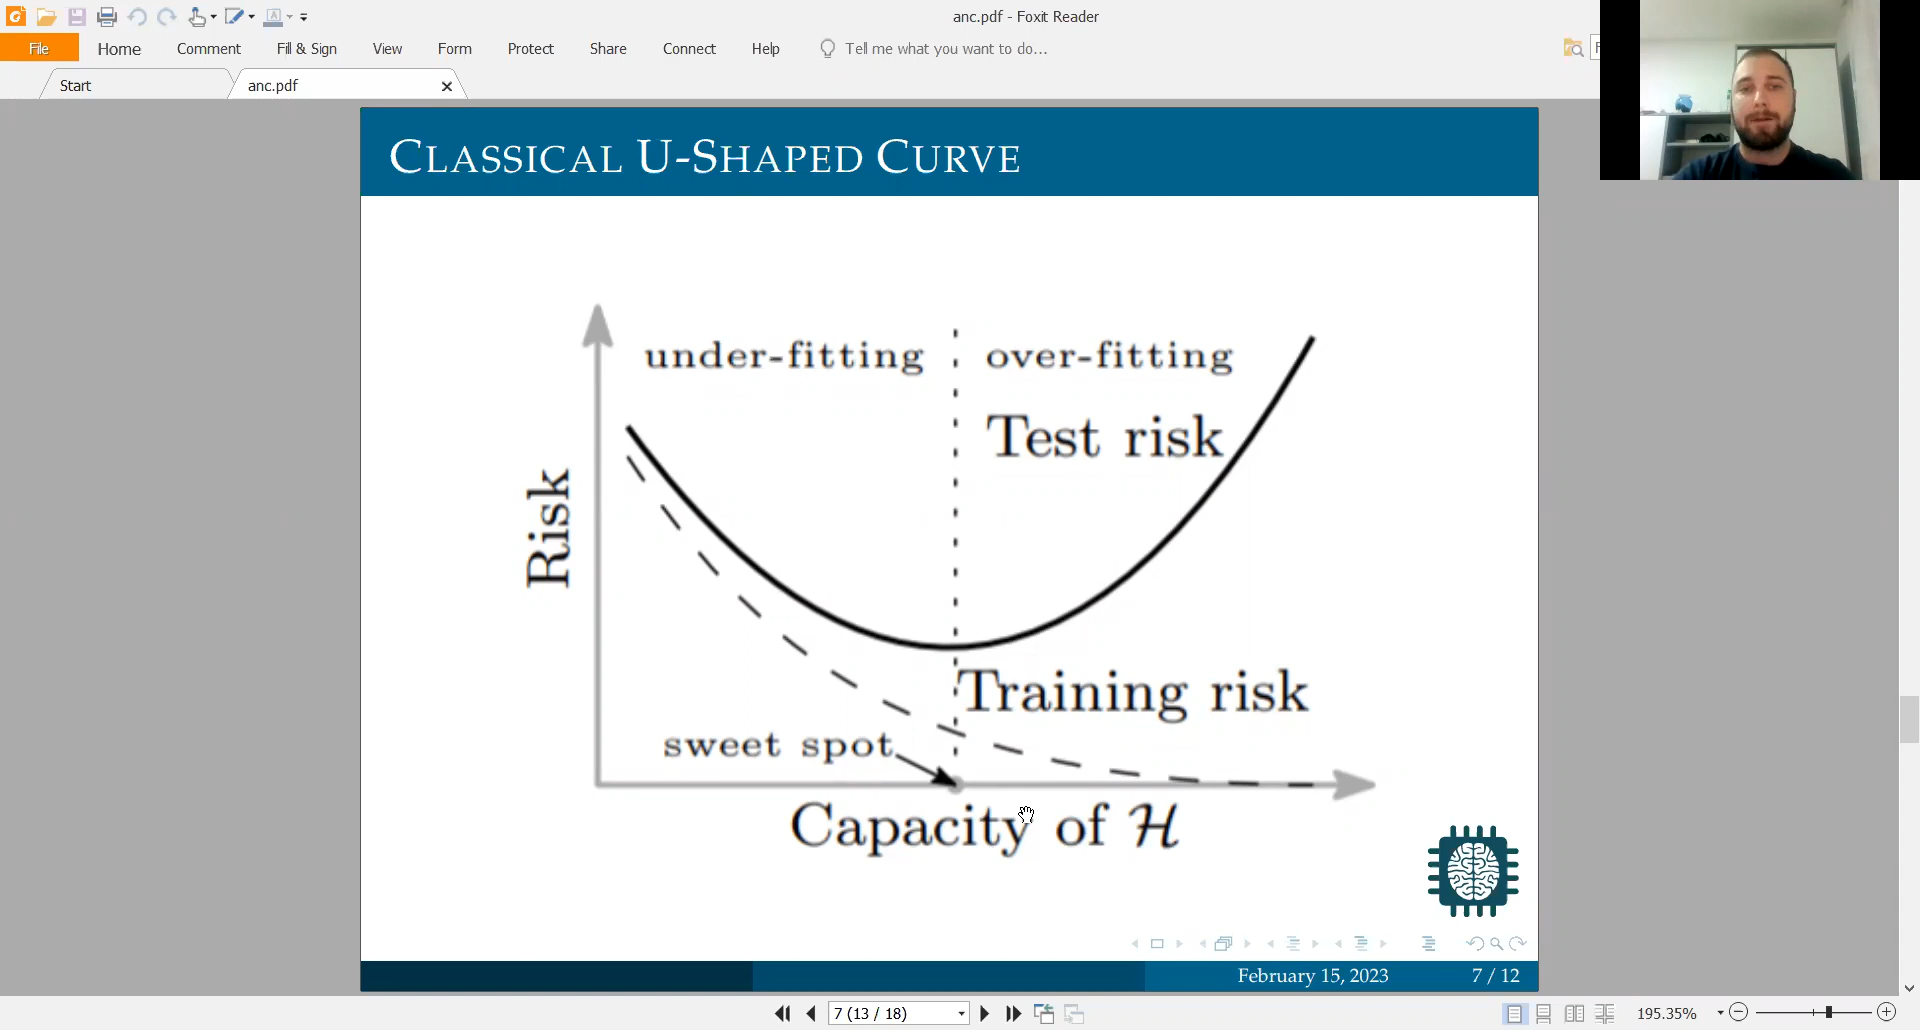 anc.pdf - Foxit Reader
File Home Comment Fill & Sign View Form Protect Share Connect Help Tell me what you want to do...
Start anc.pdf
CLASSICAL U-SHAPED CURVE
under-fitting over-fitting
Test risk
Risk
Training risk
sweet spot
Capacity of ℋ
February 15, 2023 7 / 12
7 (13 / 18) 195.35%